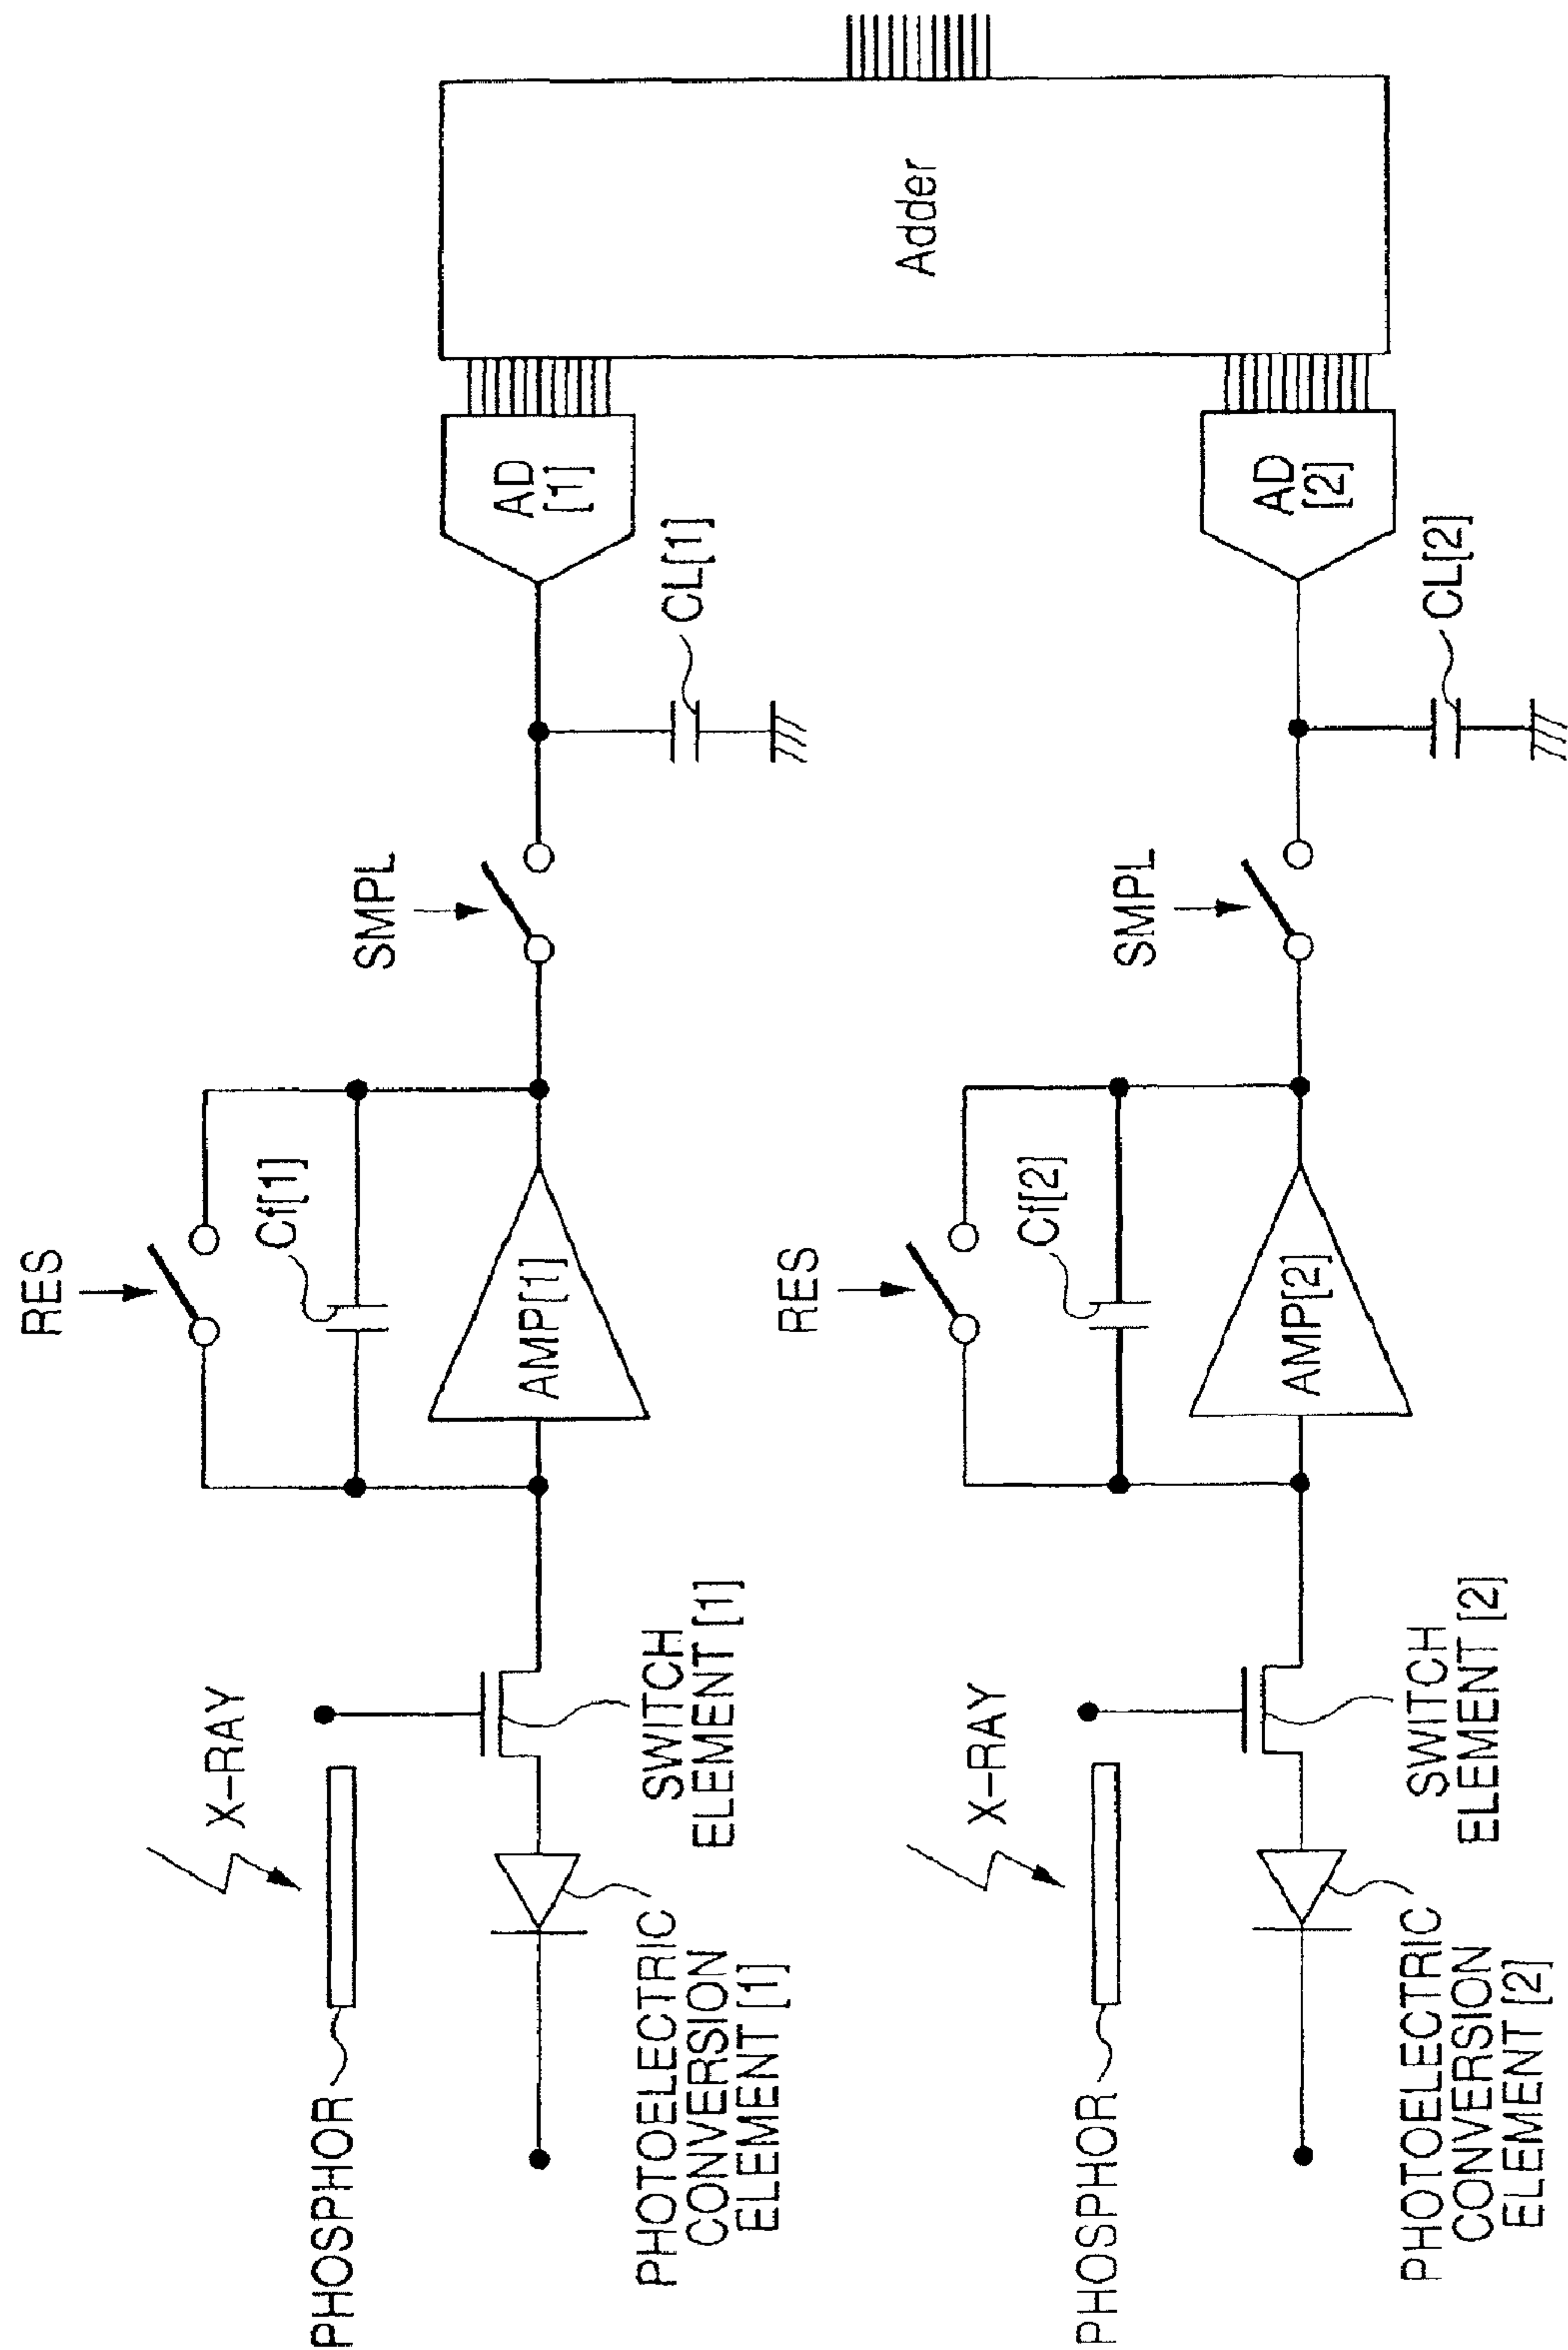 RES
Cf[1]
AMP[1]
SMPL
CL[1]
AD
[1]
Adder
X-RAY
PHOSPHOR
SWITCH
ELEMENT [1]
PHOTOELECTRIC
CONVERSION
ELEMENT [1]
RES
Cf[2]
AMP[2]
SMPL
CL[2]
AD
[2]
X-RAY
PHOSPHOR
SWITCH
ELEMENT [2]
PHOTOELECTRIC
CONVERSION
ELEMENT [2]